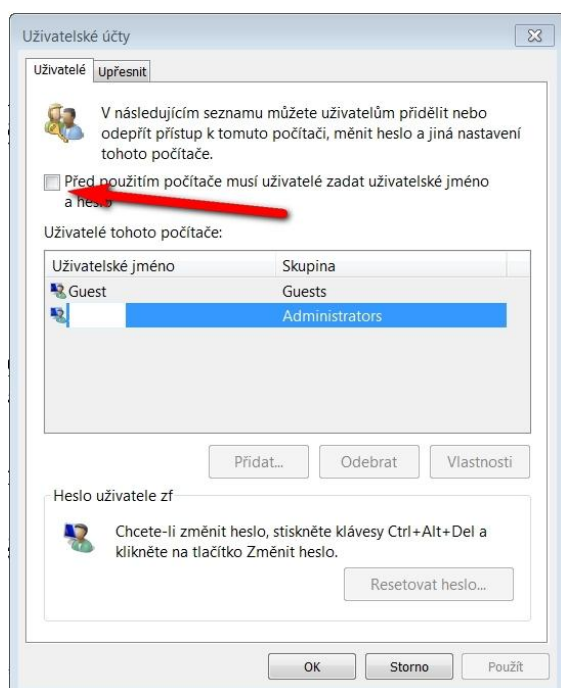 Uživatelské účty
Uživatelé Upřesnit
V následujícím seznamu můžete uživatelům přidělit nebo
odepřít přístup k tomuto počítači, měnit heslo a jiná nastavení
tohoto počítače.
Před použitím počítače musí uživatelé zadat uživatelské jméno
a heslo
Uživatelé tohoto počítače:
Uživatelské jméno Skupina
Guest Guests
Administrators
Přidat... Odebrat Vlastnosti
Heslo uživatele zf
Chcete-li změnit heslo, stiskněte klávesy Ctrl+Alt+Del a
klikněte na tlačítko Změnit heslo.
Resetovat heslo...
OK Storno Použít